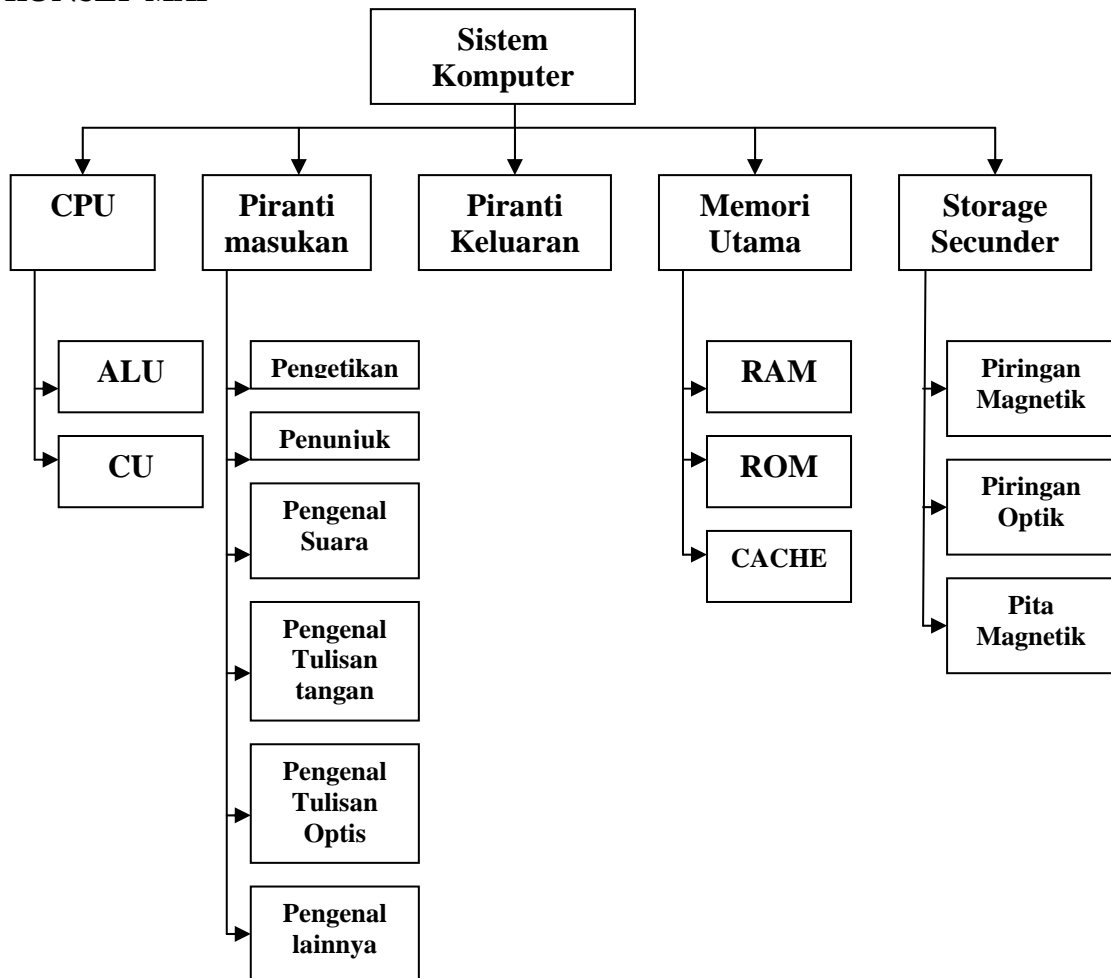 Sistem
Komputer
CPU
Piranti
masukan
Piranti
Keluaran
Memori
Utama
Storage
Secunder
ALU
CU
Pengetikan
Penunjuk
Pengenal
Suara
Pengenal
Tulisan
tangan
Pengenal
Tulisan
Optis
Pengenal
lainnya
RAM
ROM
CACHE
Piringan
Magnetik
Piringan
Optik
Pita
Magnetik